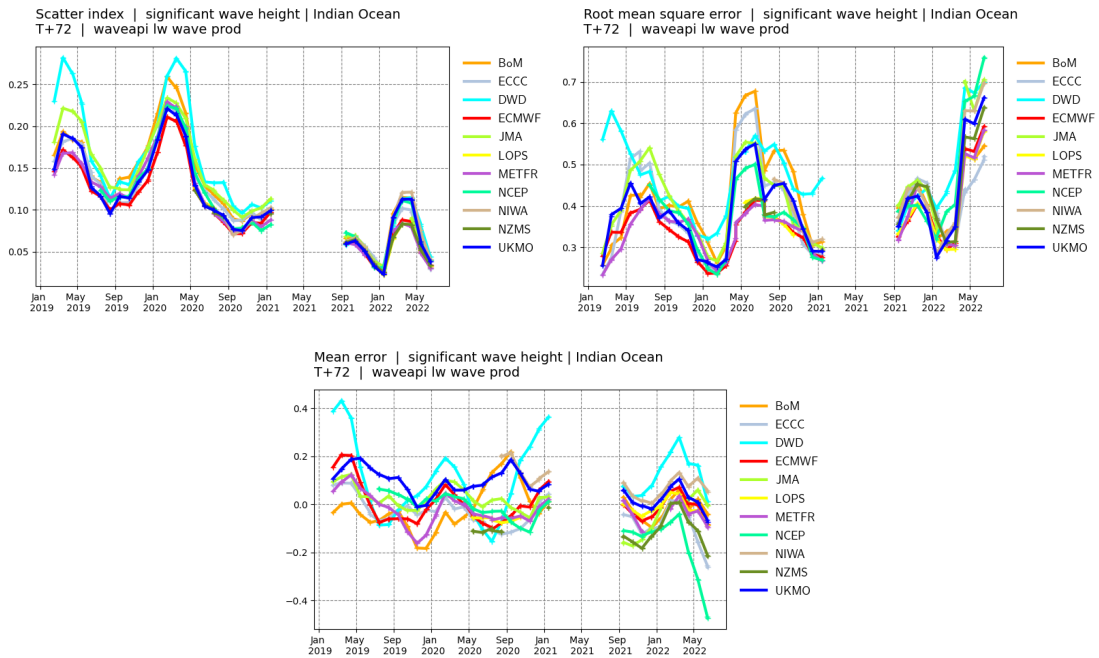 Scatter index | significant wave height | Indian Ocean
T+72 | waveapi lw wave prod
0.25
0.20
0.15
0.10
0.05
Jan 2019
May 2019
Sep 2019
Jan 2020
May 2020
Sep 2020
Jan 2021
May 2021
Sep 2021
Jan 2022
May 2022
BoM
ECCC
DWD
ECMWF
JMA
LOPS
METFR
NCEP
NIWA
NZMS
UKMO
Root mean square error | significant wave height | Indian Ocean
T+72 | waveapi lw wave prod
0.7
0.6
0.5
0.4
0.3
Jan 2019
May 2019
Sep 2019
Jan 2020
May 2020
Sep 2020
Jan 2021
May 2021
Sep 2021
Jan 2022
May 2022
BoM
ECCC
DWD
ECMWF
JMA
LOPS
METFR
NCEP
NIWA
NZMS
UKMO
Mean error | significant wave height | Indian Ocean
T+72 | waveapi lw wave prod
0.4
0.2
0.0
−0.2
−0.4
Jan 2019
May 2019
Sep 2019
Jan 2020
May 2020
Sep 2020
Jan 2021
May 2021
Sep 2021
Jan 2022
May 2022
BoM
ECCC
DWD
ECMWF
JMA
LOPS
METFR
NCEP
NIWA
NZMS
UKMO